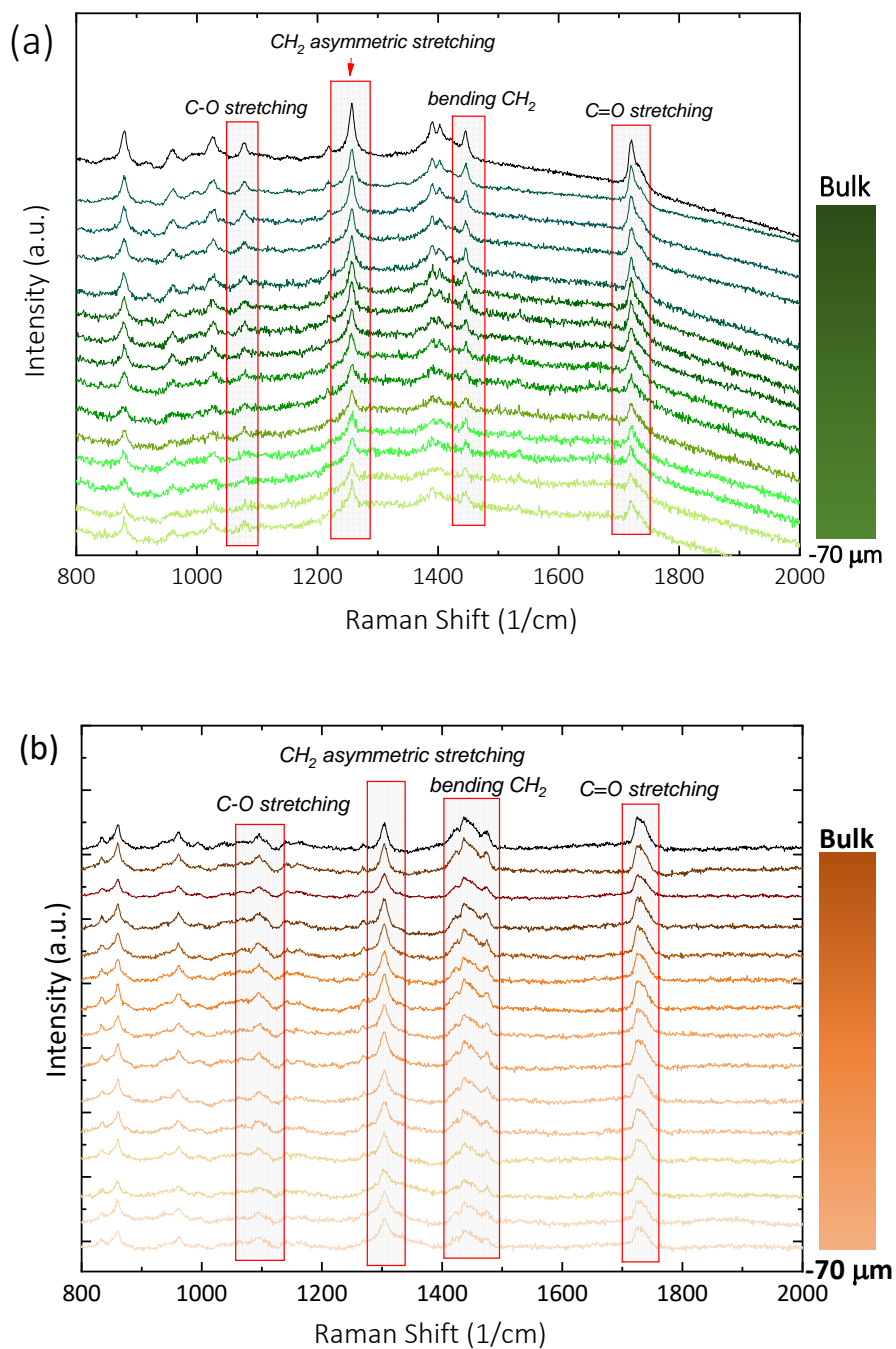 (a)
CH₂ asymmetric stretching
C-O stretching
bending CH₂
C=O stretching
Bulk
Intensity (a.u.)
-70 μm
800 1000 1200 1400 1600 1800 2000
Raman Shift (1/cm)
(b)
CH₂ asymmetric stretching
C-O stretching
bending CH₂
C=O stretching
Bulk
Intensity (a.u.)
-70 μm
800 1000 1200 1400 1600 1800 2000
Raman Shift (1/cm)